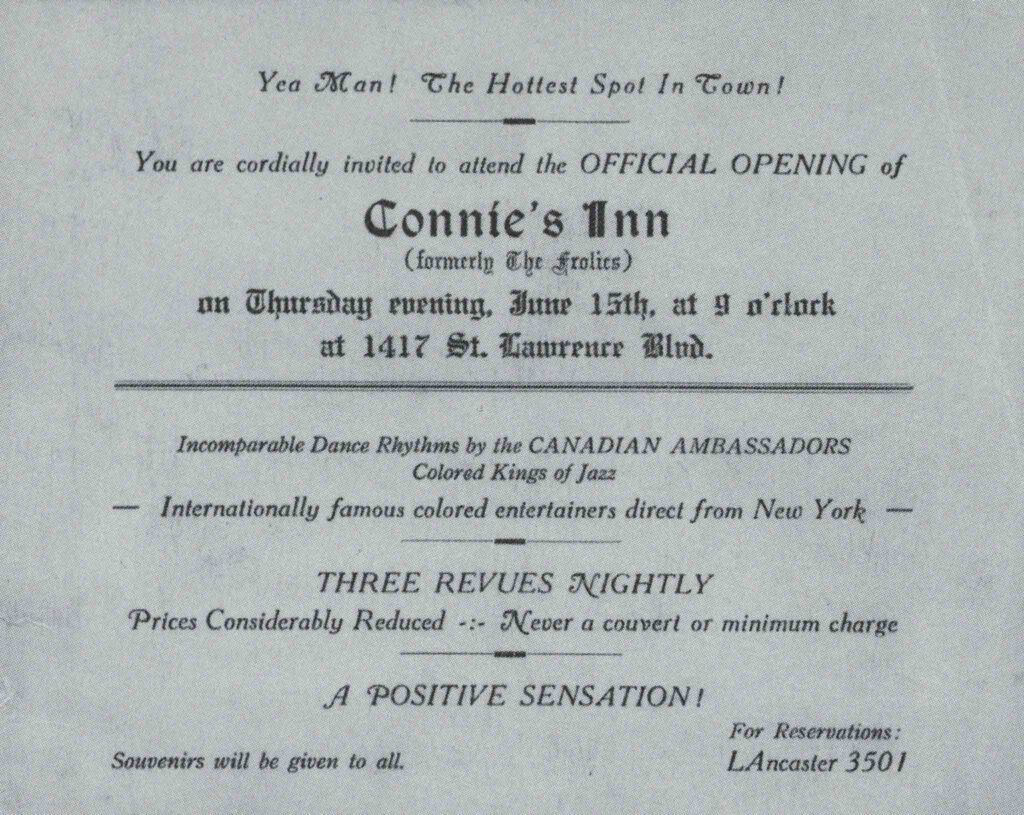 Yea Man! The Hottest Spot In Town!
You are cordially invited to attend the OFFICIAL OPENING of
Connie's Inn
(formerly The Frolics)
on Thursday evening, June 15th, at 9 o'clock
at 1417 St. Lawrence Blvd.
Incomparable Dance Rhythms by the CANADIAN AMBASSADORS
Colored Kings of Jazz
— Internationally famous colored entertainers direct from New York —
THREE REVUES NIGHTLY
Prices Considerably Reduced -:- Never a couvert or minimum charge
A POSITIVE SENSATION!
For Reservations:
Souvenirs will be given to all. LAncaster 3501